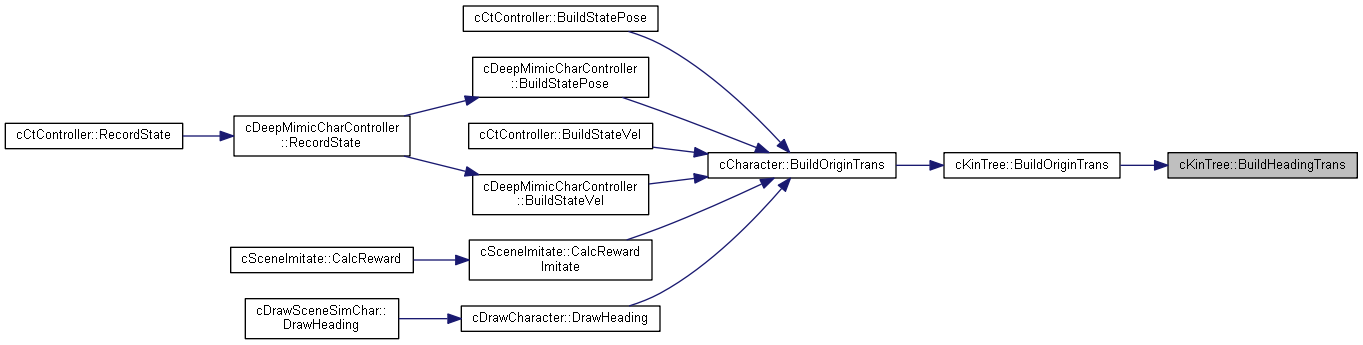 cCtController::BuildStatePose
cDeepMimicCharController
::BuildStatePose
cCtController::RecordState
cDeepMimicCharController
::RecordState
cCtController::BuildStateVel
cCharacter::BuildOriginTrans
cKinTree::BuildOriginTrans
cKinTree::BuildHeadingTrans
cDeepMimicCharController
::BuildStateVel
cSceneImitate::CalcReward
cSceneImitate::CalcReward
Imitate
cDrawSceneSimChar::
DrawHeading
cDrawCharacter::DrawHeading